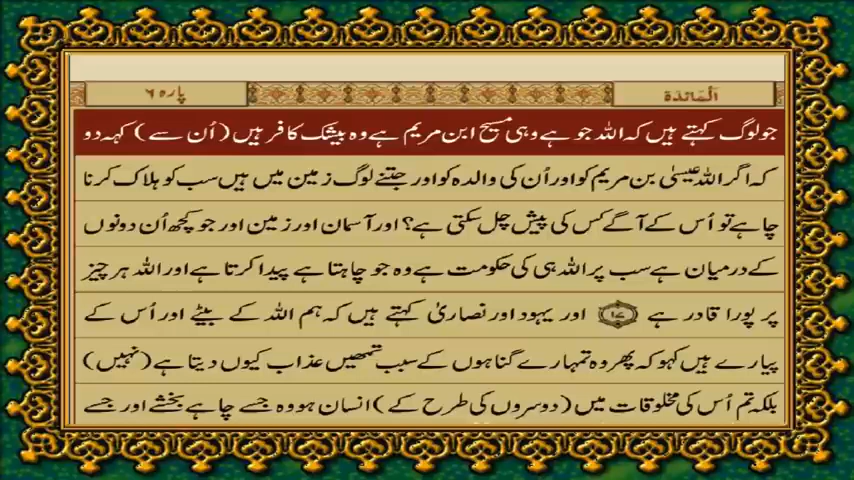 اَلْمَائدَة
پارہ ۶
جو لوگ کہتے ہیں کہ اللہ جو ہے وہی مسیح ابن مریم ہے وہ بیشک کافر ہیں (اُن سے) کہہ دو
کہ اگر اللہ عیسیٰ بن مریم کو اور اُن کی والدہ کو اور جتنے لوگ زمین میں ہیں سب کو ہلاک کرنا
چاہے تو اُس کے آگے کس کی پیش چل سکتی ہے؟ اور آسمان اور زمین اور جو کچھ اُن دونوں
کے درمیان ہے سب پر اللہ ہی کی حکومت ہے وہ جو چاہتا ہے پیدا کرتا ہے اور اللہ ہر چیز
پر پورا قادر ہے ۱۷ اور یہود اور نصاریٰ کہتے ہیں کہ ہم اللہ کے بیٹے اور اُس کے
پیارے ہیں کہو کہ پھر وہ تمہارے گناہوں کے سبب تمھیں عذاب کیوں دیتا ہے (نہیں)
بلکہ تم اُس کی مخلوقات میں (دوسروں کی طرح کے) انسان ہو وہ جسے چاہے بخشے اور جسے